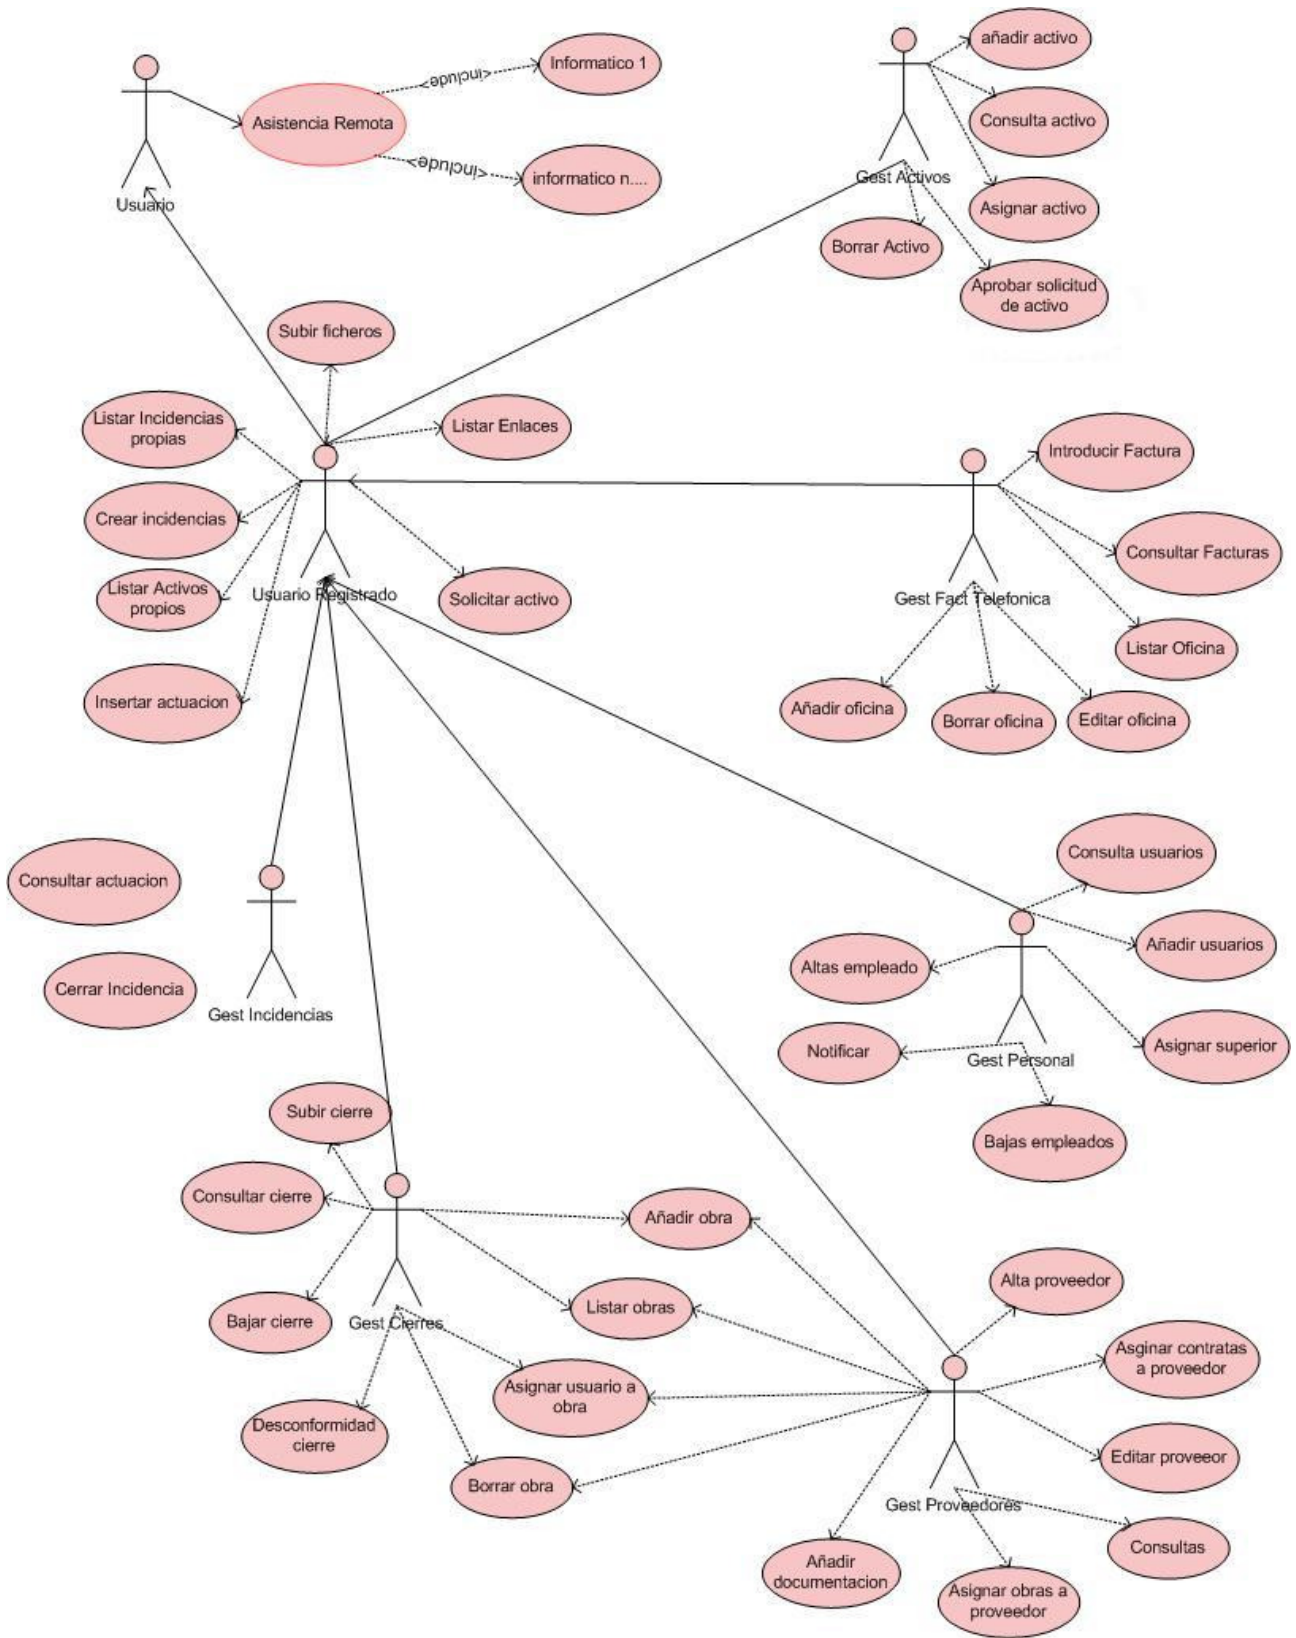 añadir activo
Informatico 1
<include>
Asistencia Remota
Consulta activo
<include>
informatico n....
Gest Activos
Usuario
Asignar activo
Borrar Activo
Aprobar solicitud
de activo
Subir ficheros
Listar Incidencias
propias
Listar Enlaces
Introducir Factura
Crear incidencias
Consultar Facturas
Listar Activos
propios
Usuario Registrado
Solicitar activo
Gest Fact Telefonica
Listar Oficina
Insertar actuacion
Añadir oficina
Borrar oficina
Editar oficina
Consulta usuarios
Consultar actuacion
Añadir usuarios
Altas empleado
Cerrar Incidencia
Gest Incidencias
Notificar
Gest Personal
Asignar superior
Subir cierre
Bajas empleados
Consultar cierre
Añadir obra
Alta proveedor
Bajar cierre
Gest Cierres
Listar obras
Asginar contratas
a proveedor
Asignar usuario a
obra
Desconformidad
cierre
Editar proveeor
Borrar obra
Gest Proveedores
Consultas
Añadir
documentacion
Asignar obras a
proveedor